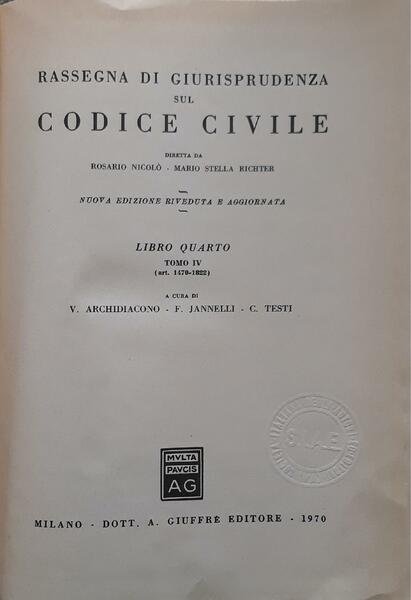 RASSEGNA DI GIURISPRUDENZA
SUL
CODICE CIVILE
DIRETTA DA
ROSARIO NICOLÒ - MARIO STELLA RICHTER
NUOVA EDIZIONE RIVEDUTA E AGGIORNATA
LIBRO QUARTO
TOMO IV
(art. 1470-1822)
A CURA DI
V. ARCHIDIACONO - F. JANNELLI - C. TESTI
S.I.A.E.
MVLTA
PAVCIS
AG
MILANO - DOTT. A. GIUFFRÈ EDITORE - 1970